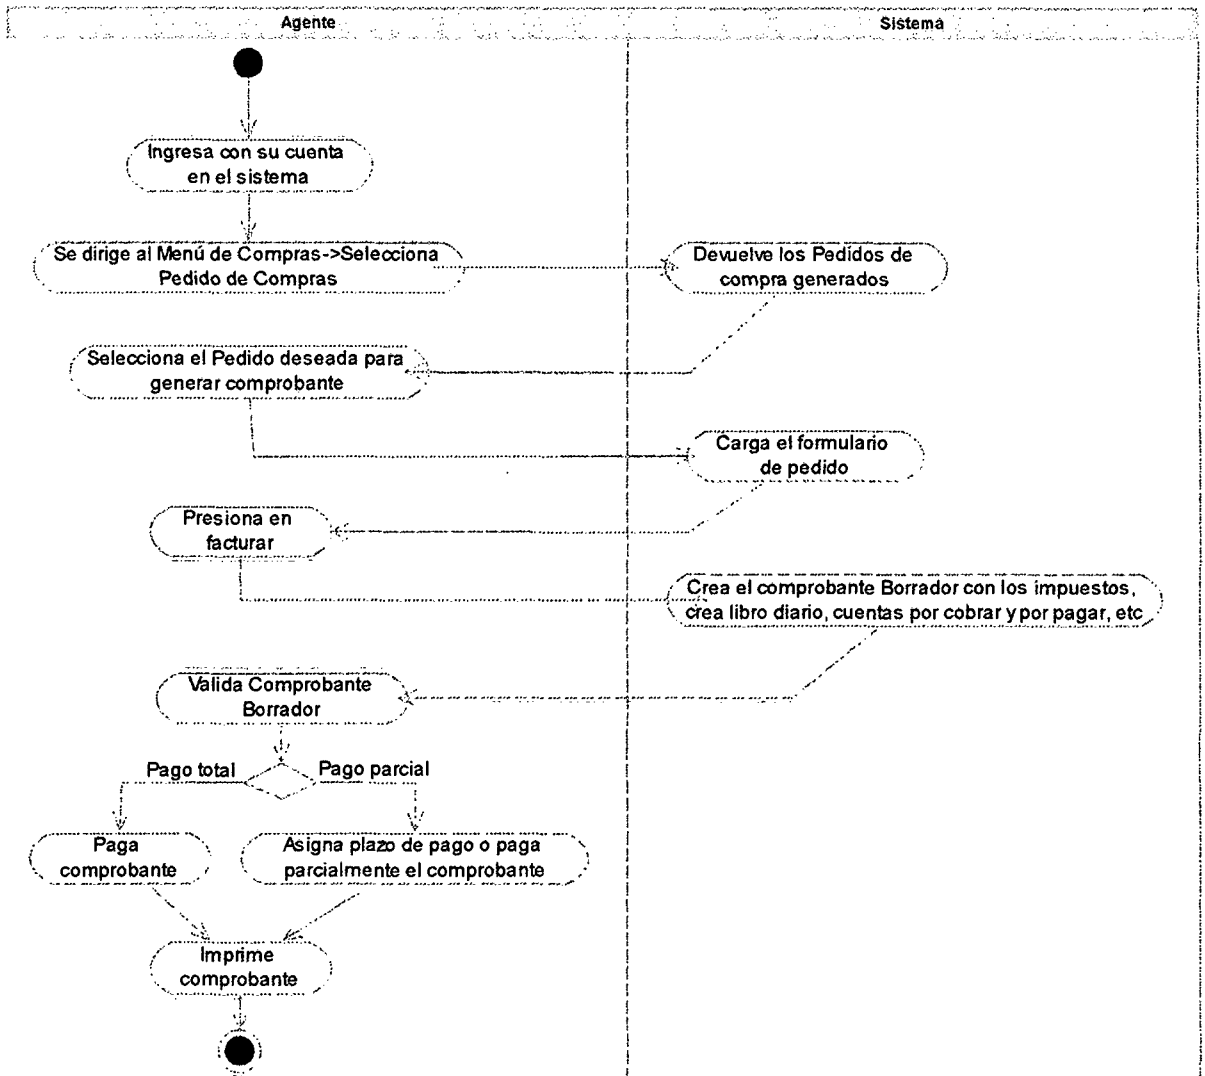 Agente
Sistema
Ingresa con su cuenta
en el sistema
Se dirige al Menú de Compras->Selecciona
Pedido de Compras
Devuelve los Pedidos de
compra generados
Selecciona el Pedido deseada para
generar comprobante
Carga el formulario
de pedido
Presiona en
facturar
Crea el comprobante Borrador con los impuestos,
crea libro diario, cuentas por cobrar y por pagar, etc
Valida Comprobante
Borrador
Pago total
Pago parcial
Paga
comprobante
Asigna plazo de pago o paga
parcialmente el comprobante
Imprime
comprobante